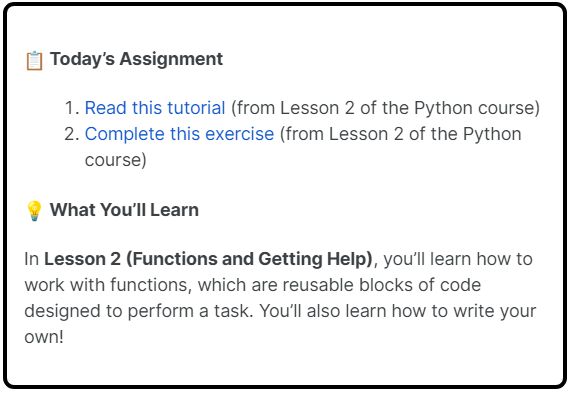 📋 Today’s Assignment
1. Read this tutorial (from Lesson 2 of the Python course)
2. Complete this exercise (from Lesson 2 of the Python
course)
💡 What You’ll Learn
In Lesson 2 (Functions and Getting Help), you’ll learn how to
work with functions, which are reusable blocks of code
designed to perform a task. You’ll also learn how to write your
own!